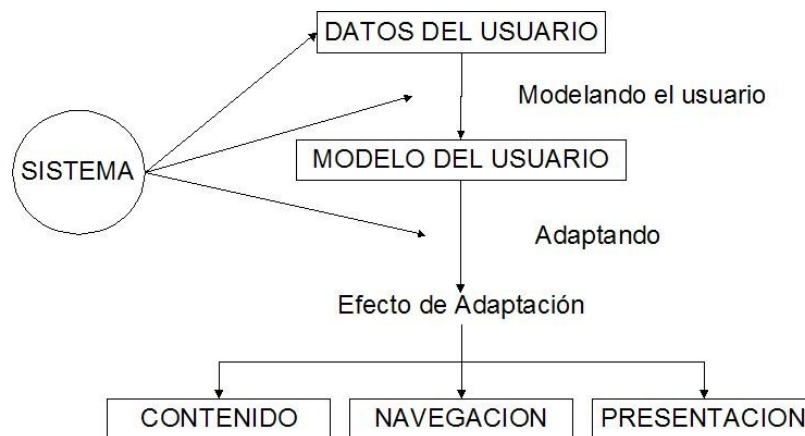 DATOS DEL USUARIO
Modelando el usuario
SISTEMA
MODELO DEL USUARIO
Adaptando
Efecto de Adaptación
CONTENIDO
NAVEGACION
PRESENTACION